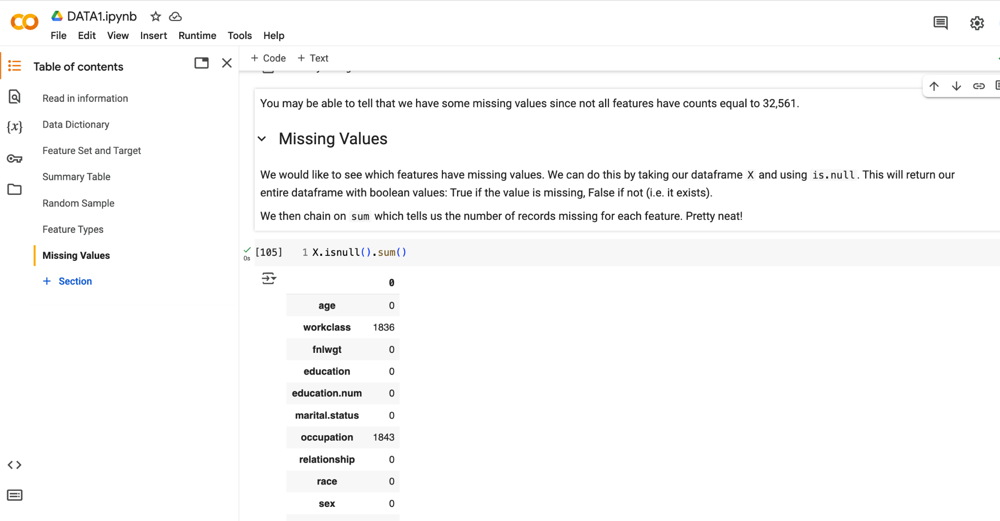 DATA1.ipynb
File Edit View Insert Runtime Tools Help
Table of contents
Read in information
Data Dictionary
Feature Set and Target
Summary Table
Random Sample
Feature Types
Missing Values
+ Section
+ Code + Text
You may be able to tell that we have some missing values since not all features have counts equal to 32,561.
Missing Values
We would like to see which features have missing values. We can do this by taking our dataframe X and using is.null. This will return our
entire dataframe with boolean values: True if the value is missing, False if not (i.e. it exists).
We then chain on sum which tells us the number of records missing for each feature. Pretty neat!
0s [105] 1 X.isnull().sum()
0
age 0
workclass 1836
fnlwgt 0
education 0
education.num 0
marital.status 0
occupation 1843
relationship 0
race 0
sex 0